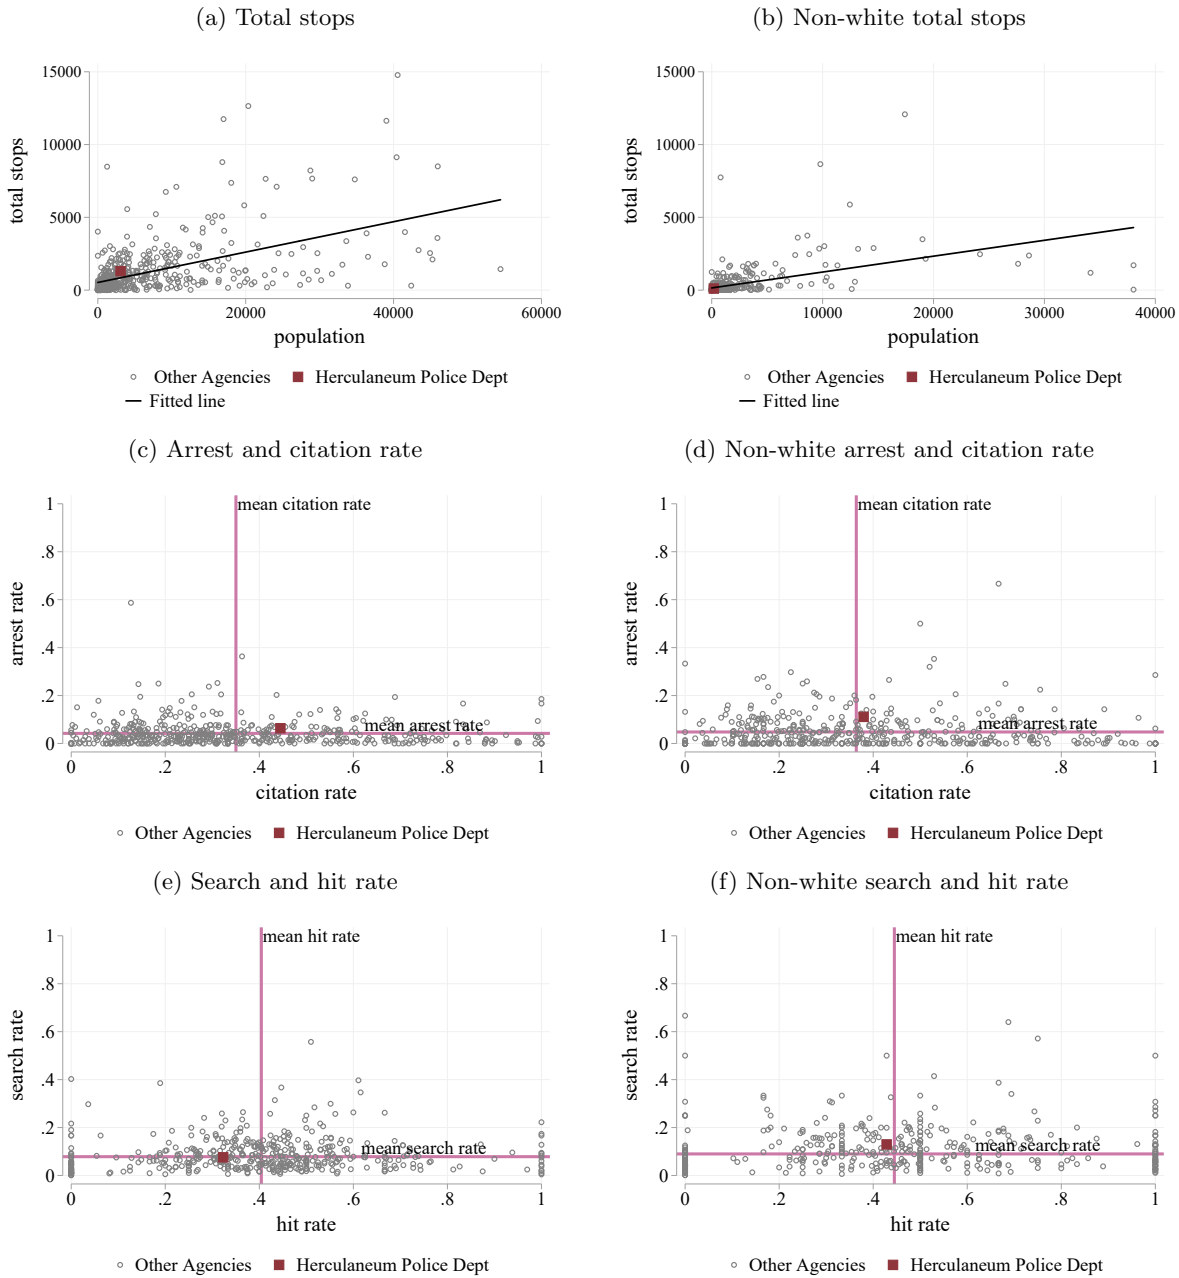 (a) Total stops
(b) Non-white total stops
15000
10000
5000
0
total stops
0 20000 40000 60000
population
Other Agencies Herculaneum Police Dept
Fitted line
15000
10000
5000
0
total stops
0 10000 20000 30000 40000
population
Other Agencies Herculaneum Police Dept
Fitted line
(c) Arrest and citation rate
(d) Non-white arrest and citation rate
1
.8
.6
.4
.2
0
arrest rate
mean citation rate
mean arrest rate
0 .2 .4 .6 .8 1
citation rate
Other Agencies Herculaneum Police Dept
1
.8
.6
.4
.2
0
arrest rate
mean citation rate
mean arrest rate
0 .2 .4 .6 .8 1
citation rate
Other Agencies Herculaneum Police Dept
(e) Search and hit rate
(f) Non-white search and hit rate
1
.8
.6
.4
.2
0
search rate
mean hit rate
mean search rate
0 .2 .4 .6 .8 1
hit rate
Other Agencies Herculaneum Police Dept
1
.8
.6
.4
.2
0
search rate
mean hit rate
mean search rate
0 .2 .4 .6 .8 1
hit rate
Other Agencies Herculaneum Police Dept